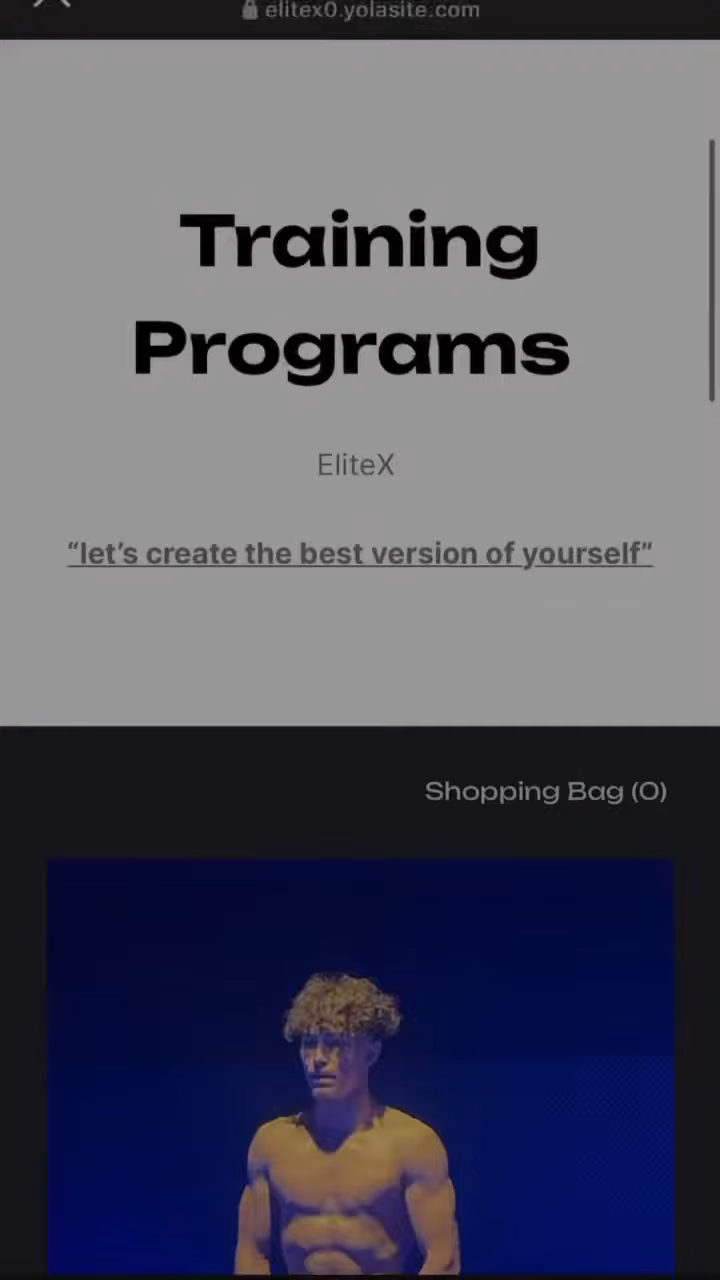 elitex0.yolasite.com
Training
Programs
EliteX
“let’s create the best version of yourself”
Shopping Bag (0)